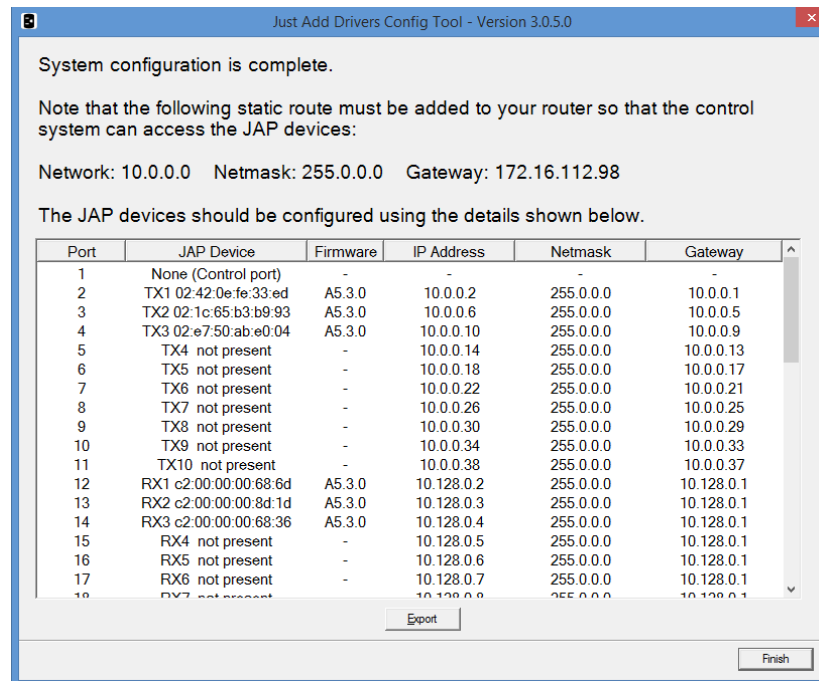 Just Add Drivers Config Tool - Version 3.0.5.0
System configuration is complete.
Note that the following static route must be added to your router so that the control
system can access the JAP devices:
Network: 10.0.0.0 Netmask: 255.0.0.0 Gateway: 172.16.112.98
The JAP devices should be configured using the details shown below.
Port JAP Device Firmware IP Address Netmask Gateway
1 None (Control port) - - - -
2 TX1 02:42:0e:fe:33:ed A5.3.0 10.0.0.2 255.0.0.0 10.0.0.1
3 TX2 02:1c:65:b3:b9:93 A5.3.0 10.0.0.6 255.0.0.0 10.0.0.5
4 TX3 02:e7:50:ab:e0:04 A5.3.0 10.0.0.10 255.0.0.0 10.0.0.9
5 TX4 not present - 10.0.0.14 255.0.0.0 10.0.0.13
6 TX5 not present - 10.0.0.18 255.0.0.0 10.0.0.17
7 TX6 not present - 10.0.0.22 255.0.0.0 10.0.0.21
8 TX7 not present - 10.0.0.26 255.0.0.0 10.0.0.25
9 TX8 not present - 10.0.0.30 255.0.0.0 10.0.0.29
10 TX9 not present - 10.0.0.34 255.0.0.0 10.0.0.33
11 TX10 not present - 10.0.0.38 255.0.0.0 10.0.0.37
12 RX1 c2:00:00:00:68:6d A5.3.0 10.128.0.2 255.0.0.0 10.128.0.1
13 RX2 c2:00:00:00:8d:1d A5.3.0 10.128.0.3 255.0.0.0 10.128.0.1
14 RX3 c2:00:00:00:68:36 A5.3.0 10.128.0.4 255.0.0.0 10.128.0.1
15 RX4 not present - 10.128.0.5 255.0.0.0 10.128.0.1
16 RX5 not present - 10.128.0.6 255.0.0.0 10.128.0.1
17 RX6 not present - 10.128.0.7 255.0.0.0 10.128.0.1
18 RX7 not present 10.128.0.8 255.0.0.0 10.128.0.1
Export
Finish